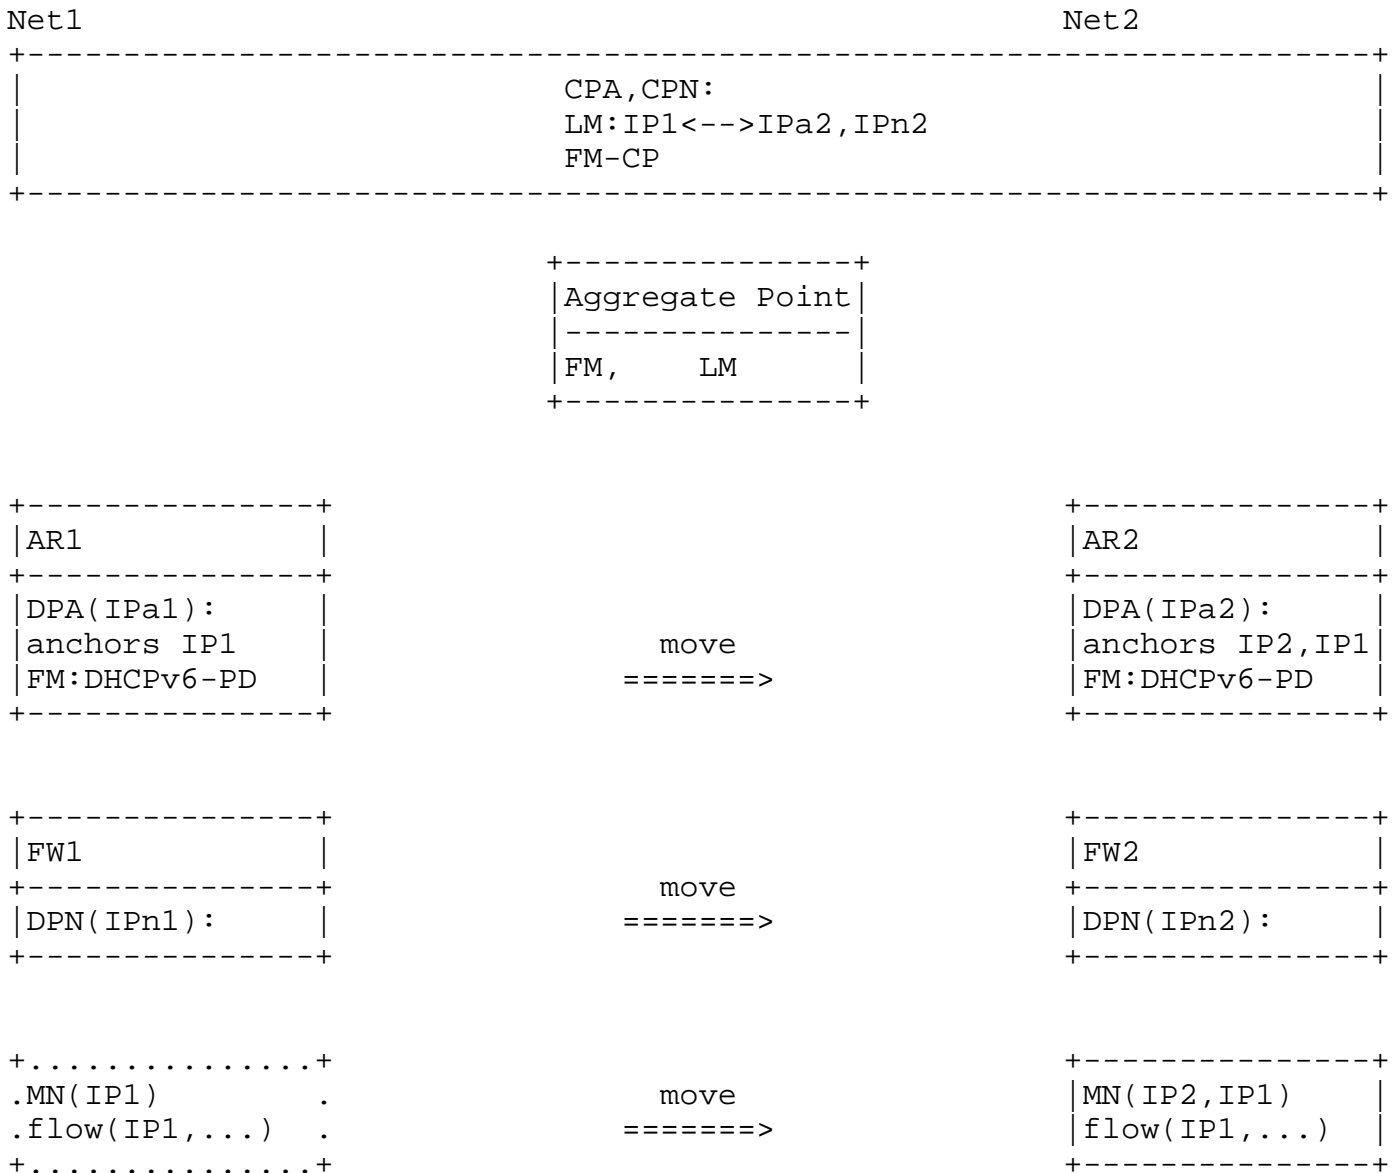 Net1 Net2
CPA,CPN:
LM:IP1<-->IPa2,IPn2
FM-CP
Aggregate Point
FM, LM
AR1 AR2
DPA(IPa1): DPA(IPa2):
anchors IP1 move anchors IP2,IP1
FM:DHCPv6-PD =======> FM:DHCPv6-PD
FW1 FW2
move
DPN(IPn1): =======> DPN(IPn2):
MN(IP1) move MN(IP2,IP1)
flow(IP1,...) =======> flow(IP1,...)